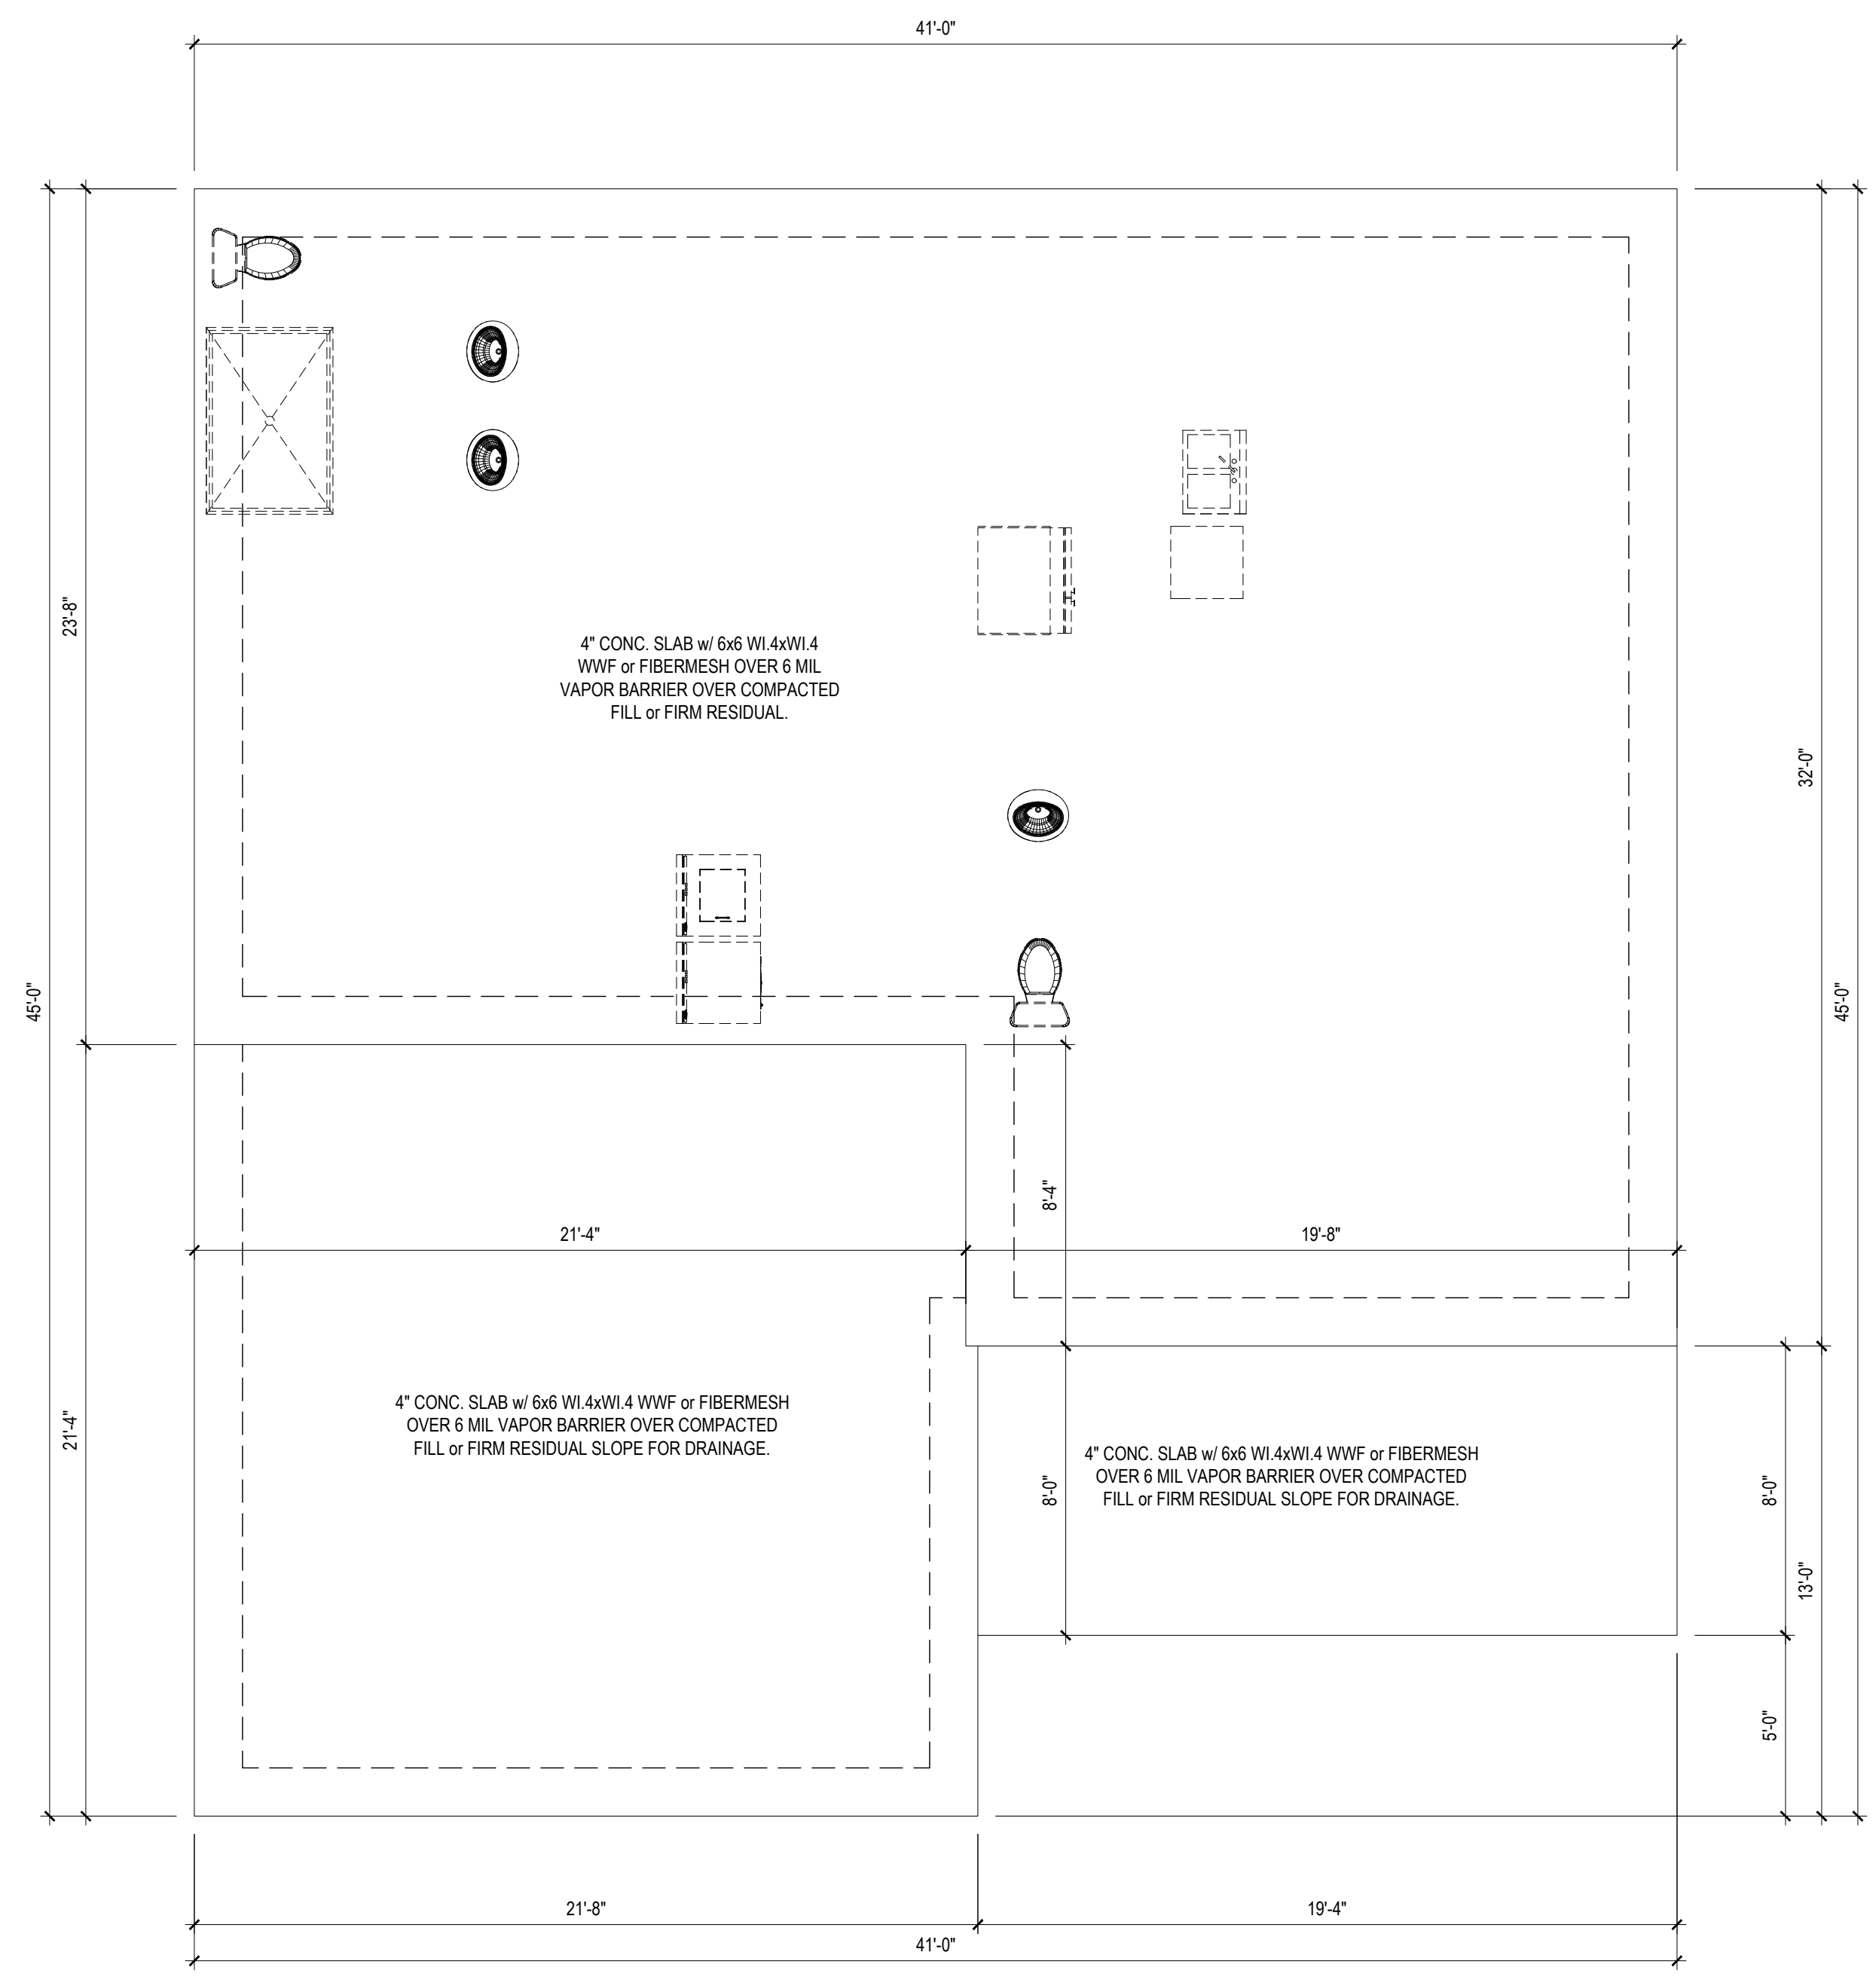 41'-0"
23'-8"
4" CONC. SLAB w/ 6x6 WI.4xWI.4
WWF or FIBERMESH OVER 6 MIL
VAPOR BARRIER OVER COMPACTED
FILL or FIRM RESIDUAL.
32'-0"
45'-0"
45'-0"
8'-4"
21'-4"
19'-8"
21'-4"
4" CONC. SLAB w/ 6x6 WI.4xWI.4 WWF or FIBERMESH
OVER 6 MIL VAPOR BARRIER OVER COMPACTED
FILL or FIRM RESIDUAL SLOPE FOR DRAINAGE.
4" CONC. SLAB w/ 6x6 WI.4xWI.4 WWF or FIBERMESH
OVER 6 MIL VAPOR BARRIER OVER COMPACTED
FILL or FIRM RESIDUAL SLOPE FOR DRAINAGE.
8'-0"
8'-0"
13'-0"
5'-0"
21'-8"
19'-4"
41'-0"